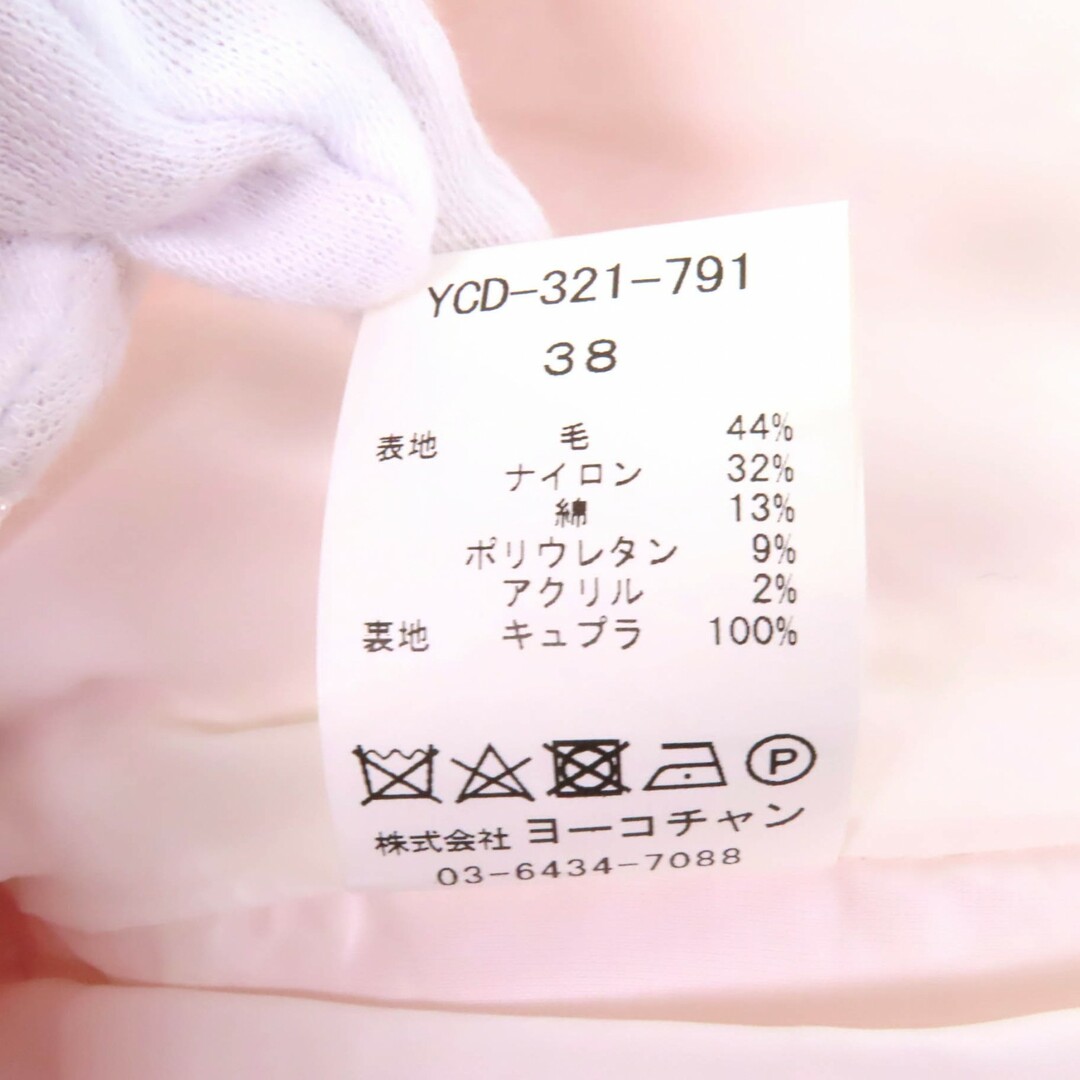 YCD-321-791
38
表地 毛 44%
ナイロン 32%
綿 13%
ポリウレタン 9%
アクリル 2%
裏地 キュプラ 100%
P
株式会社 ヨーコチャン
03-6434-7088